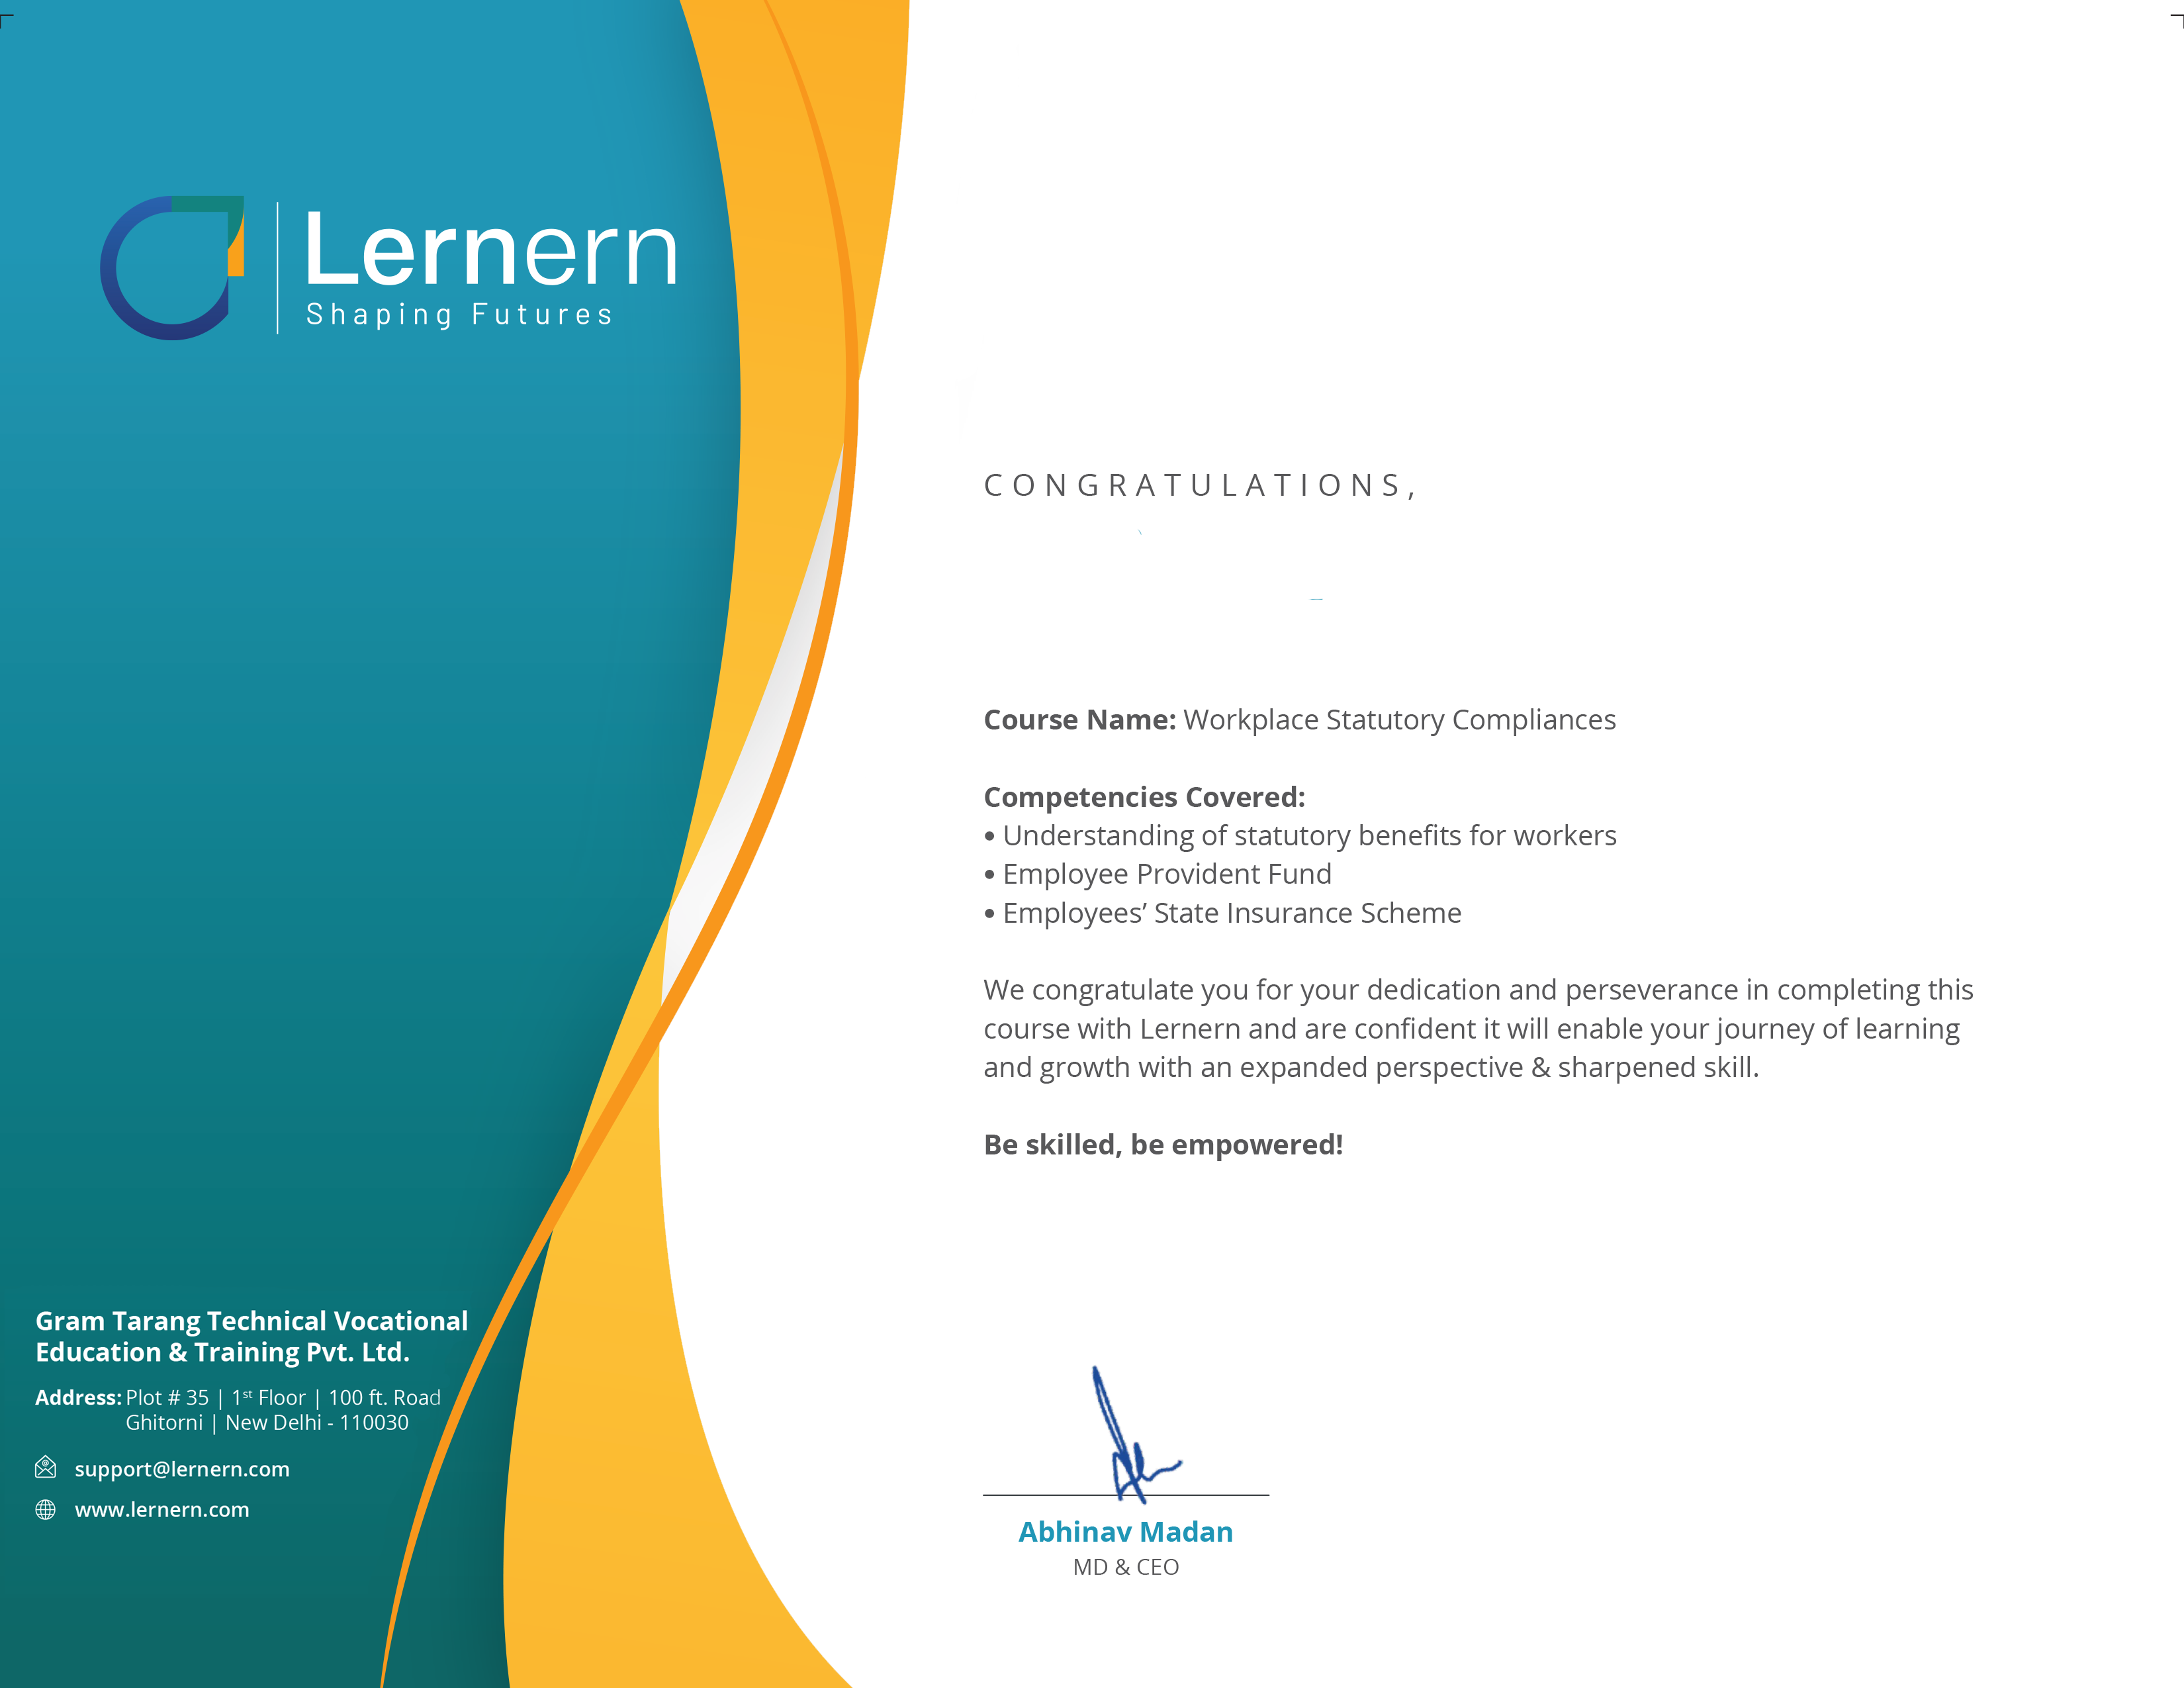 Lernern
Shaping Futures
CONGRATULATIONS,
Course Name: Workplace Statutory Compliances
Competencies Covered:
• Understanding of statutory benefits for workers
• Employee Provident Fund
• Employees’ State Insurance Scheme
We congratulate you for your dedication and perseverance in completing this
course with Lernern and are confident it will enable your journey of learning
and growth with an expanded perspective & sharpened skill.
Be skilled, be empowered!
Abhinav Madan
MD & CEO
Gram Tarang Technical Vocational
Education & Training Pvt. Ltd.
Address: Plot # 35 | 1st Floor | 100 ft. Road
Ghitorni | New Delhi - 110030
support@lernern.com
www.lernern.com